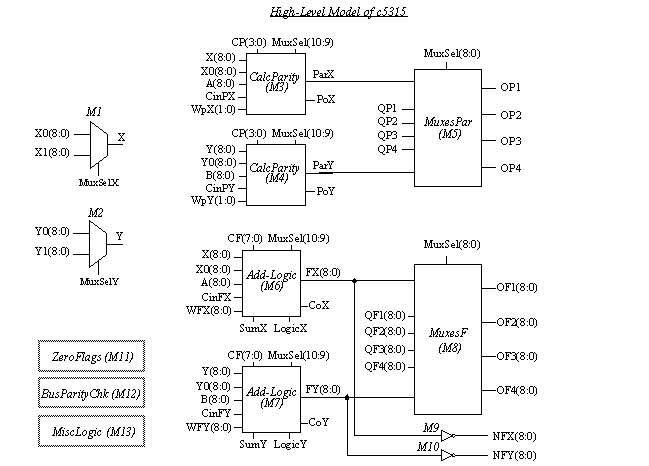 High-Level Model of c5315
M1
X0(8:0)
X1(8:0)
X
MuxSelX
M2
Y0(8:0)
Y1(8:0)
Y
MuxSelY
ZeroFlags (M11)
BusParityChk (M12)
MiscLogic (M13)
CP(3:0) MuxSel(10:9)
X(8:0)
X0(8:0)
A(8:0)
CinPX
WpX(1:0)
CalcParity
(M3)
ParX
PoX
CP(3:0) MuxSel(10:9)
Y(8:0)
Y0(8:0)
B(8:0)
CinPY
WpY(1:0)
CalcParity
(M4)
ParY
PoY
MuxSel(8:0)
QP1
QP2
QP3
QP4
MuxesPar
(M5)
OP1
OP2
OP3
OP4
CF(7:0) MuxSel(10:9)
X(8:0)
X0(8:0)
A(8:0)
CinFX
WFX(8:0)
Add-Logic
(M6)
FX(8:0)
CoX
SumX LogicX
CF(7:0) MuxSel(10:9)
Y(8:0)
Y0(8:0)
B(8:0)
CinFY
WFY(8:0)
Add-Logic
(M7)
FY(8:0)
CoY
SumY LogicY
MuxSel(8:0)
QF1(8:0)
QF2(8:0)
QF3(8:0)
QF4(8:0)
MuxesF
(M8)
OF1(8:0)
OF2(8:0)
OF3(8:0)
OF4(8:0)
M9
NFX(8:0)
M10
NFY(8:0)